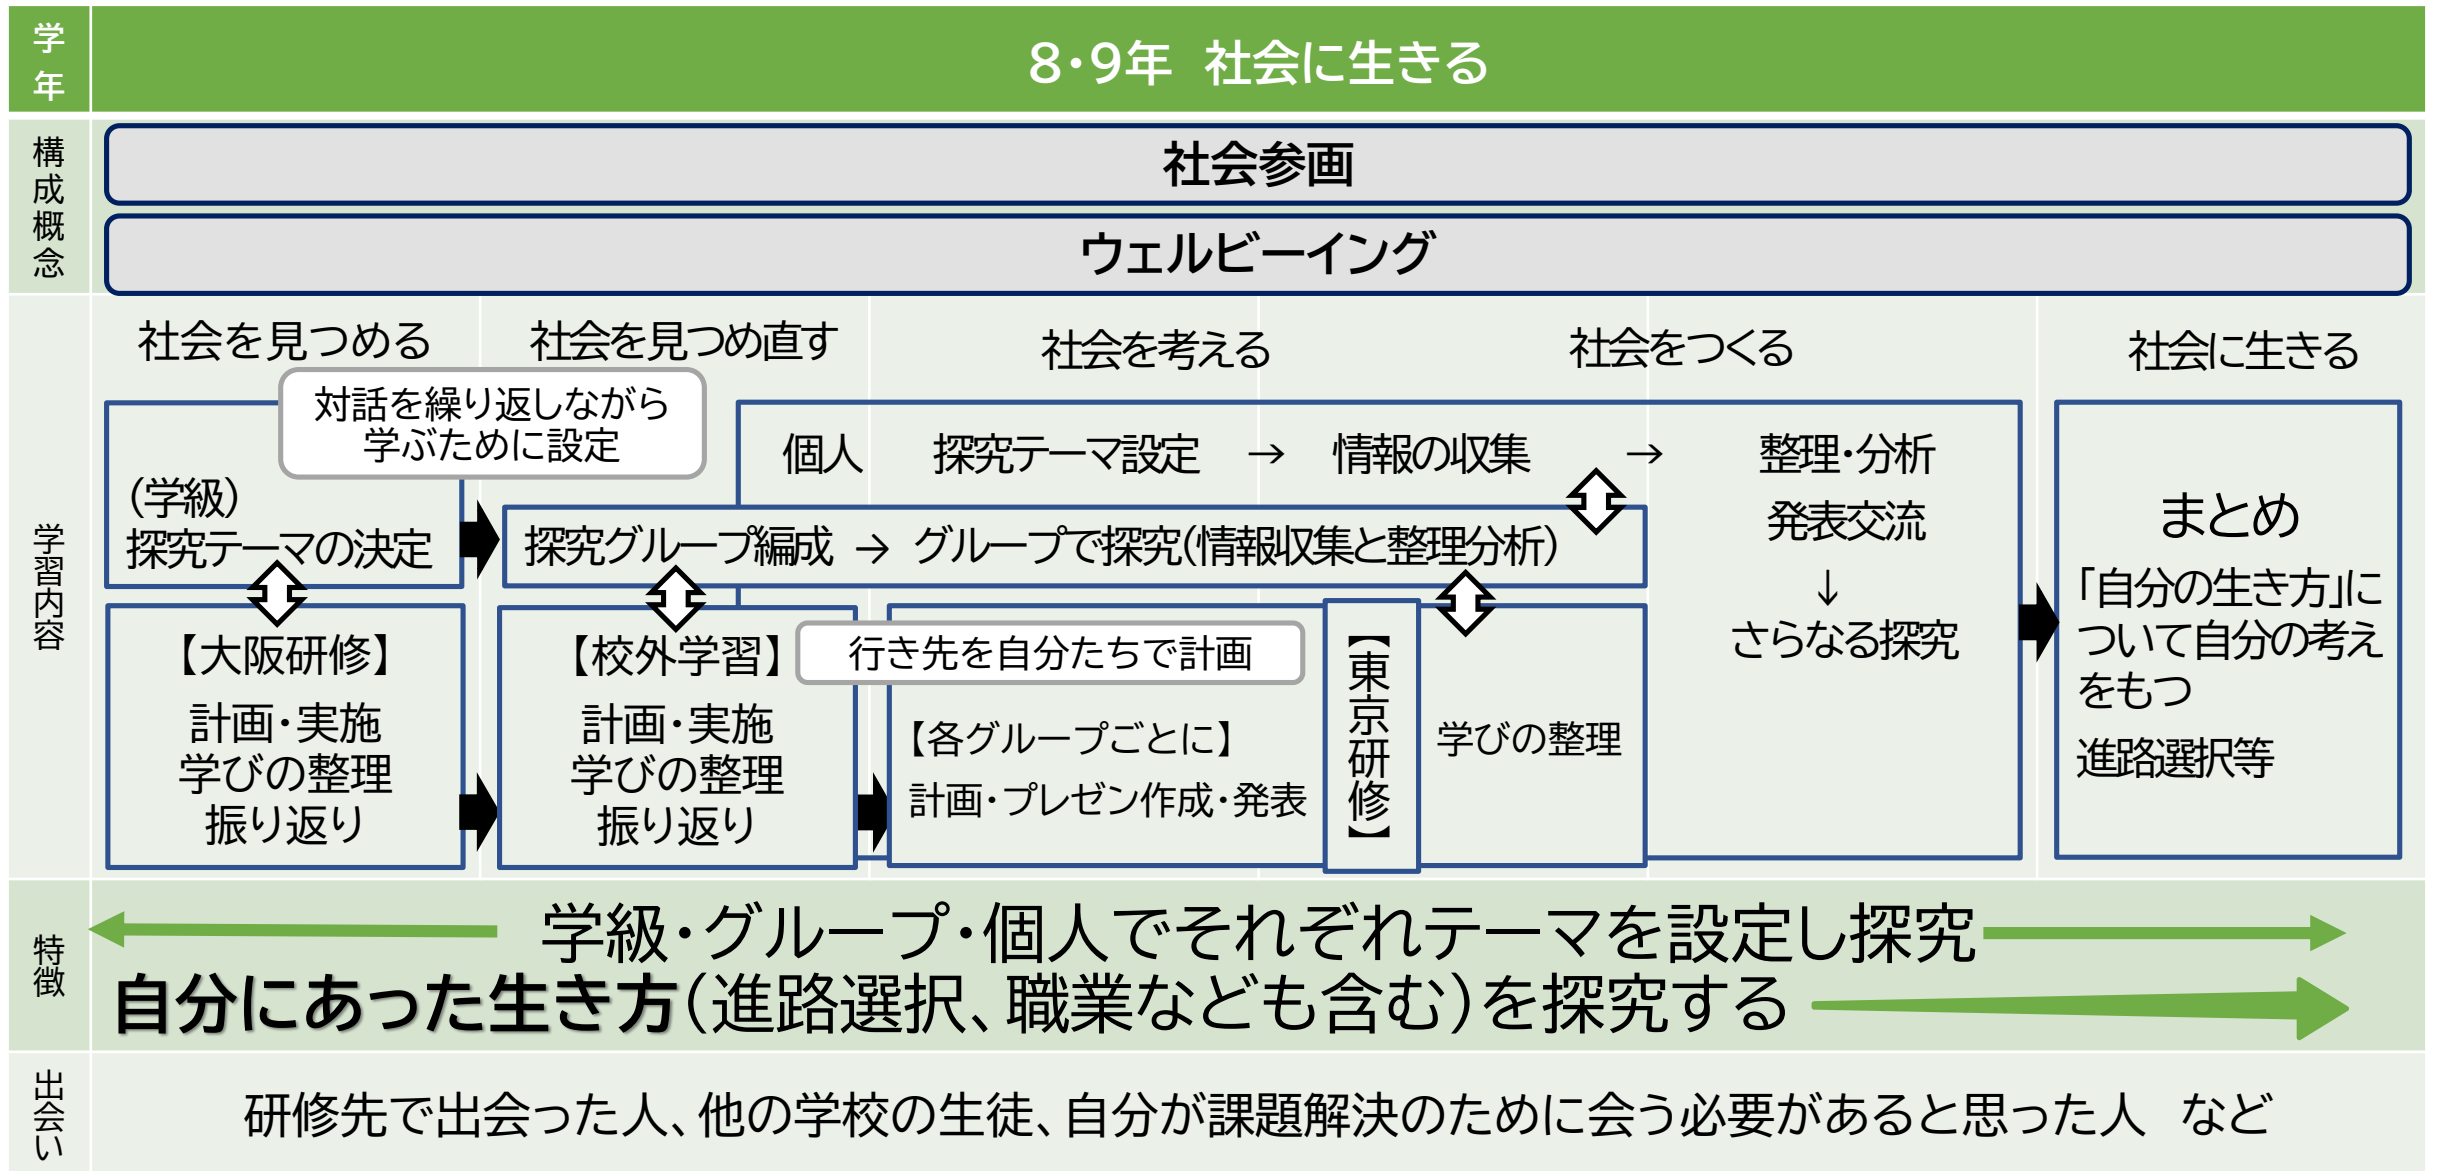 学年
8・9年　社会に生きる
構成概念
社会参画
ウェルビーイング
学習内容
社会を見つめる
社会を見つめ直す
社会を考える
社会をつくる
社会に生きる
対話を繰り返しながら
学ぶために設定
（学級）
探究テーマの決定
個人　探究テーマ設定　→　情報の収集　→　整理・分析
発表交流
↓
さらなる探究
探究グループ編成　→　グループで探究（情報収集と整理分析）
【大阪研修】
計画・実施
学びの整理
振り返り
【校外学習】
計画・実施
学びの整理
振り返り
行き先を自分たちで計画
【各グループごとに】
計画・プレゼン作成・発表
【東京研修】
学びの整理
まとめ
「自分の生き方」に
ついて自分の考え
をもつ
進路選択等
特徴
学級・グループ・個人でそれぞれテーマを設定し探究
自分にあった生き方（進路選択、職業なども含む）を探究する
出会い
研修先で出会った人、他の学校の生徒、自分が課題解決のために会う必要があると思った人　など